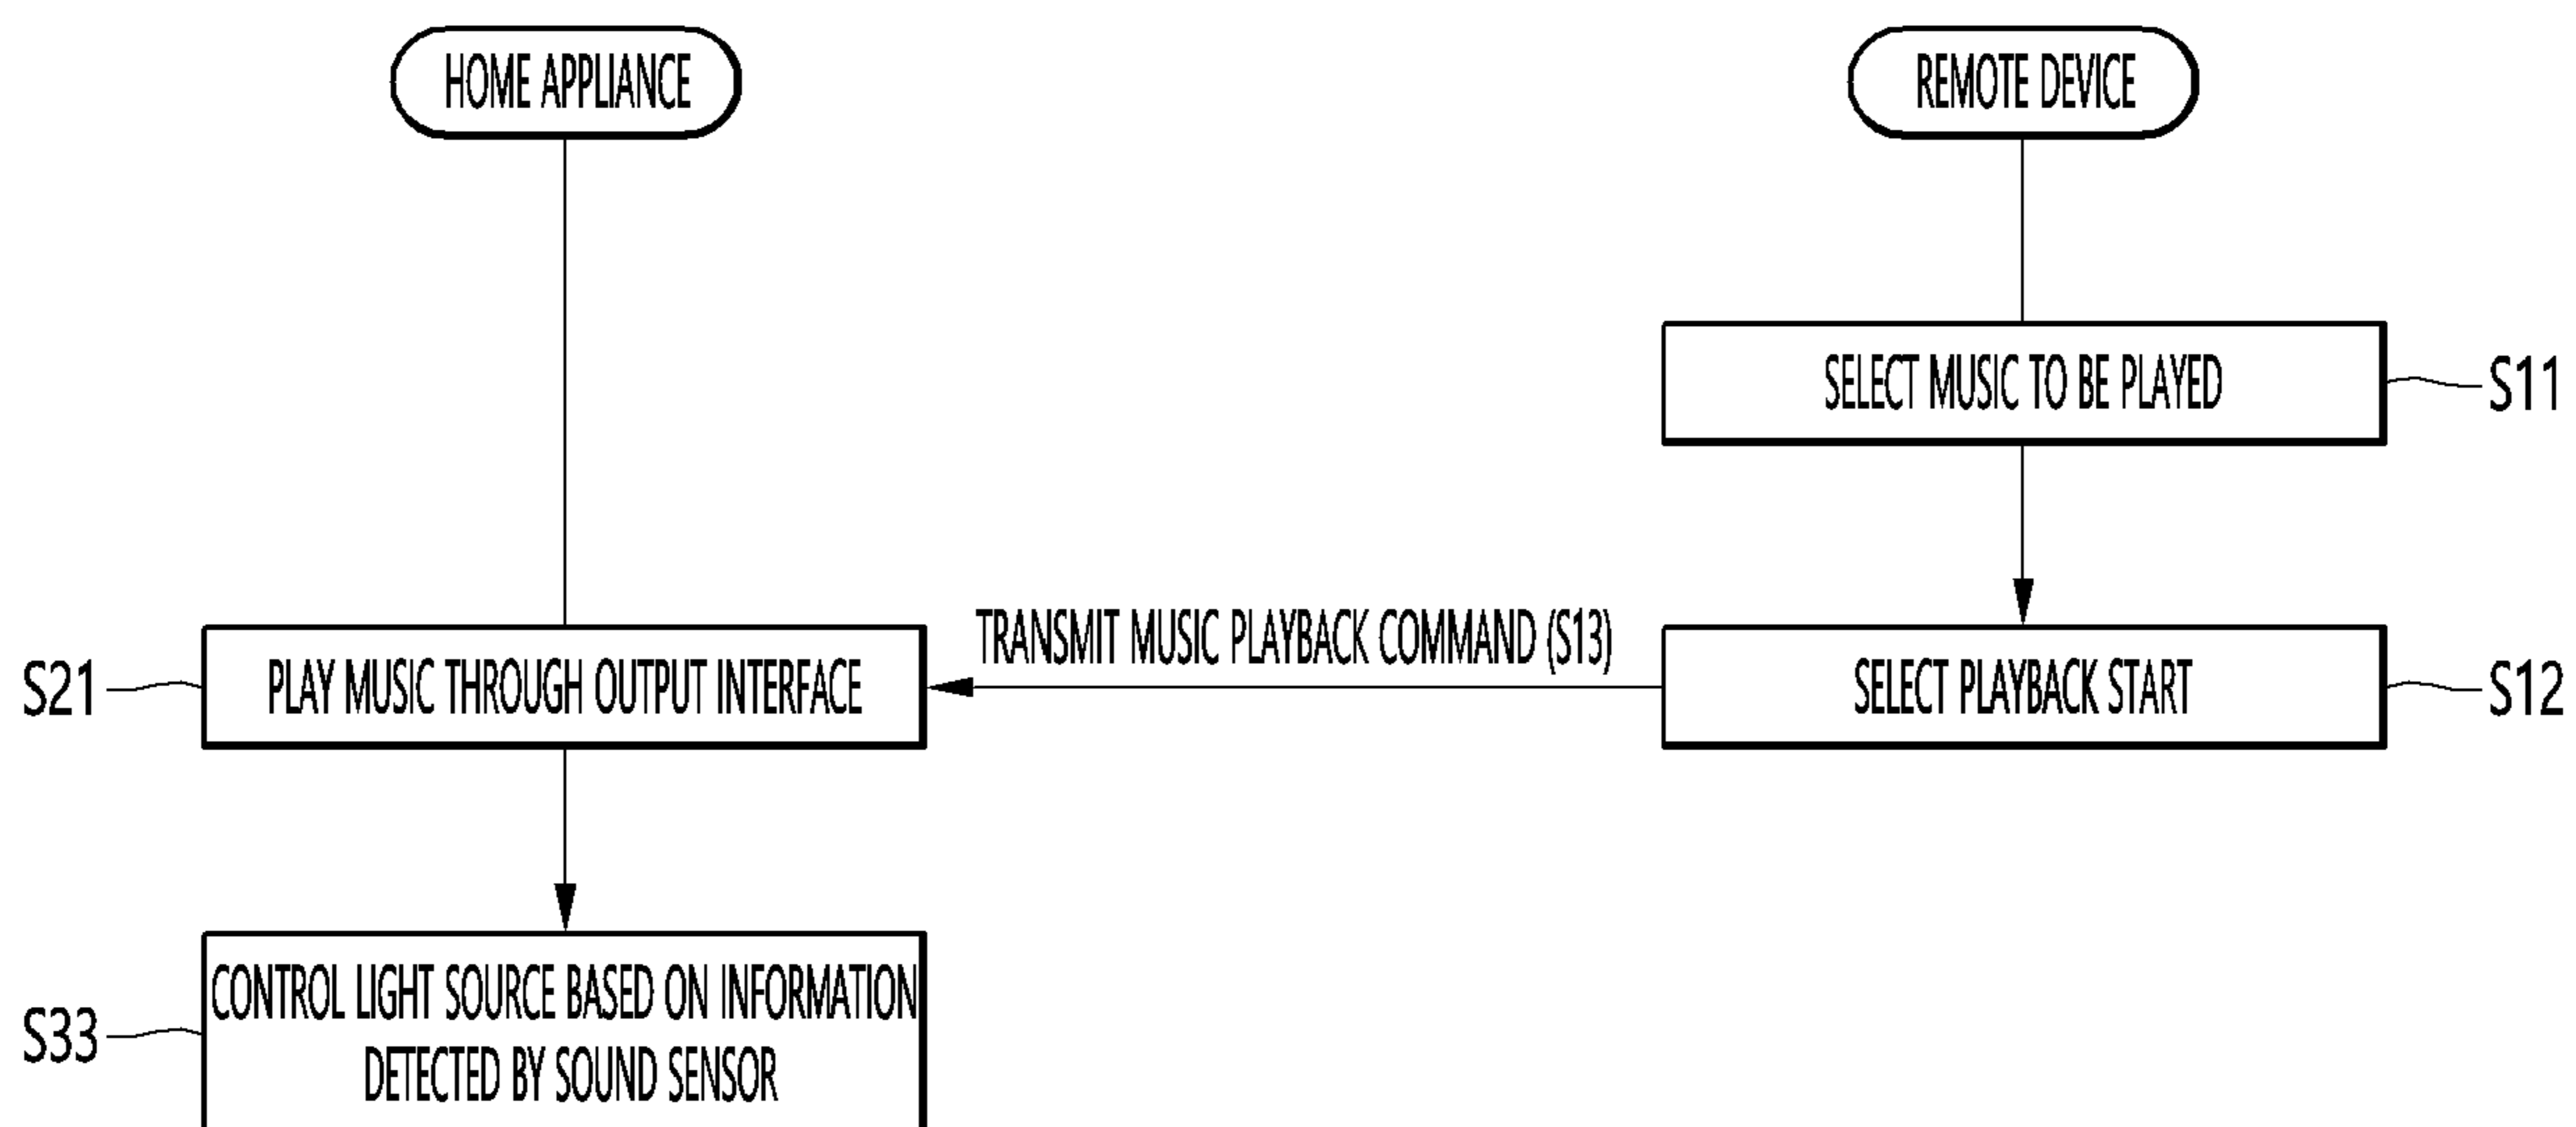 HOME APPLIANCE
REMOTE DEVICE
SELECT MUSIC TO BE PLAYED
S11
TRANSMIT MUSIC PLAYBACK COMMAND (S13)
S21
PLAY MUSIC THROUGH OUTPUT INTERFACE
SELECT PLAYBACK START
S12
CONTROL LIGHT SOURCE BASED ON INFORMATION
S33
DETECTED BY SOUND SENSOR